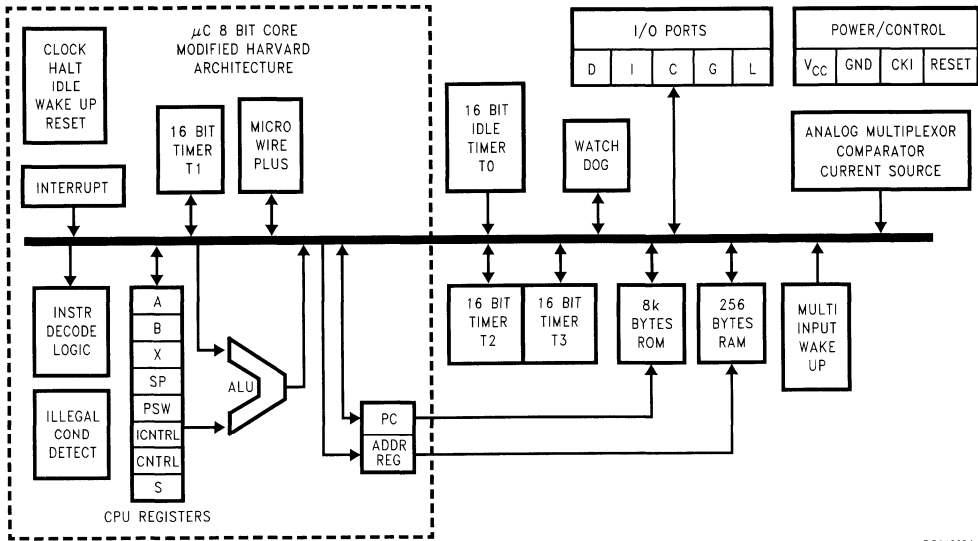 μC 8 BIT CORE
MODIFIED HARVARD
ARCHITECTURE
CLOCK
HALT
IDLE
WAKE UP
RESET
INTERRUPT
16 BIT
TIMER
T1
MICRO
WIRE
PLUS
16 BIT
IDLE
TIMER
T0
WATCH
DOG
I/O PORTS
D I C G L
POWER/CONTROL
VCC GND CKI RESET
ANALOG MULTIPLEXOR
COMPARATOR
CURRENT SOURCE
INSTR
DECODE
LOGIC
ILLEGAL
COND
DETECT
A
B
X
SP
PSW
ICNTRL
CNTRL
S
CPU REGISTERS
ALU
PC
ADDR
REG
16 BIT
TIMER
T2
16 BIT
TIMER
T3
8k
BYTES
ROM
256
BYTES
RAM
MULTI
INPUT
WAKE
UP